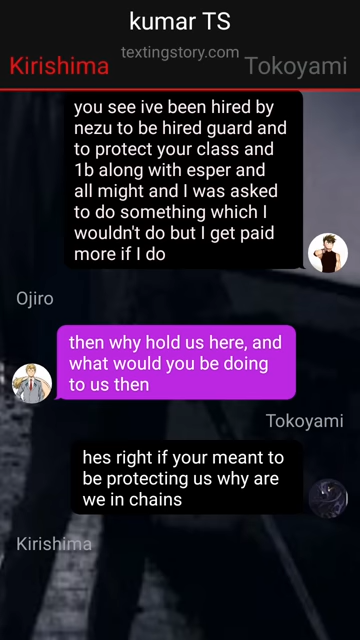 kumar TS
textingstory.com
Kirishima
Tokoyami
you see ive been hired by
nezu to be hired guard and
to protect your class and
1b along with esper and
all might and I was asked
to do something which I
wouldn't do but I get paid
more if I do
Ojiro
then why hold us here, and
what would you be doing
to us then
Tokoyami
hes right if your meant to
be protecting us why are
we in chains
Kirishima